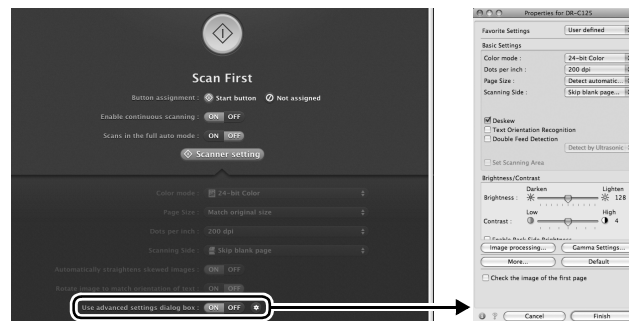 Scan First
Button assignment : Start button Not assigned
Enable continuous scanning : ON OFF
Scans in the full auto mode : ON OFF
Scanner setting
Color mode : 24-bit Color
Page Size : Match original size
Dots per inch : 200 dpi
Scanning Side : Skip blank page
Automatically straightens skewed images : ON OFF
Rotate image to match orientation of text : ON OFF
Use advanced settings dialog box : ON OFF
Properties for DR-C125
Favorite Settings User defined
Basic Settings
Color mode : 24-bit Color
Dots per inch : 200 dpi
Page Size : Detect automatic...
Scanning Side : Skip blank page...
Deskew
Text Orientation Recognition
Double Feed Detection
Detect by Ultrasonic
Set Scanning Area
Brightness/Contrast
Darken Lighten
Brightness : 128
Low High
Contrast : 4
Enable Back Side Brightness
Image processing... Gamma Settings...
More... Default
Check the image of the first page
Cancel Finish